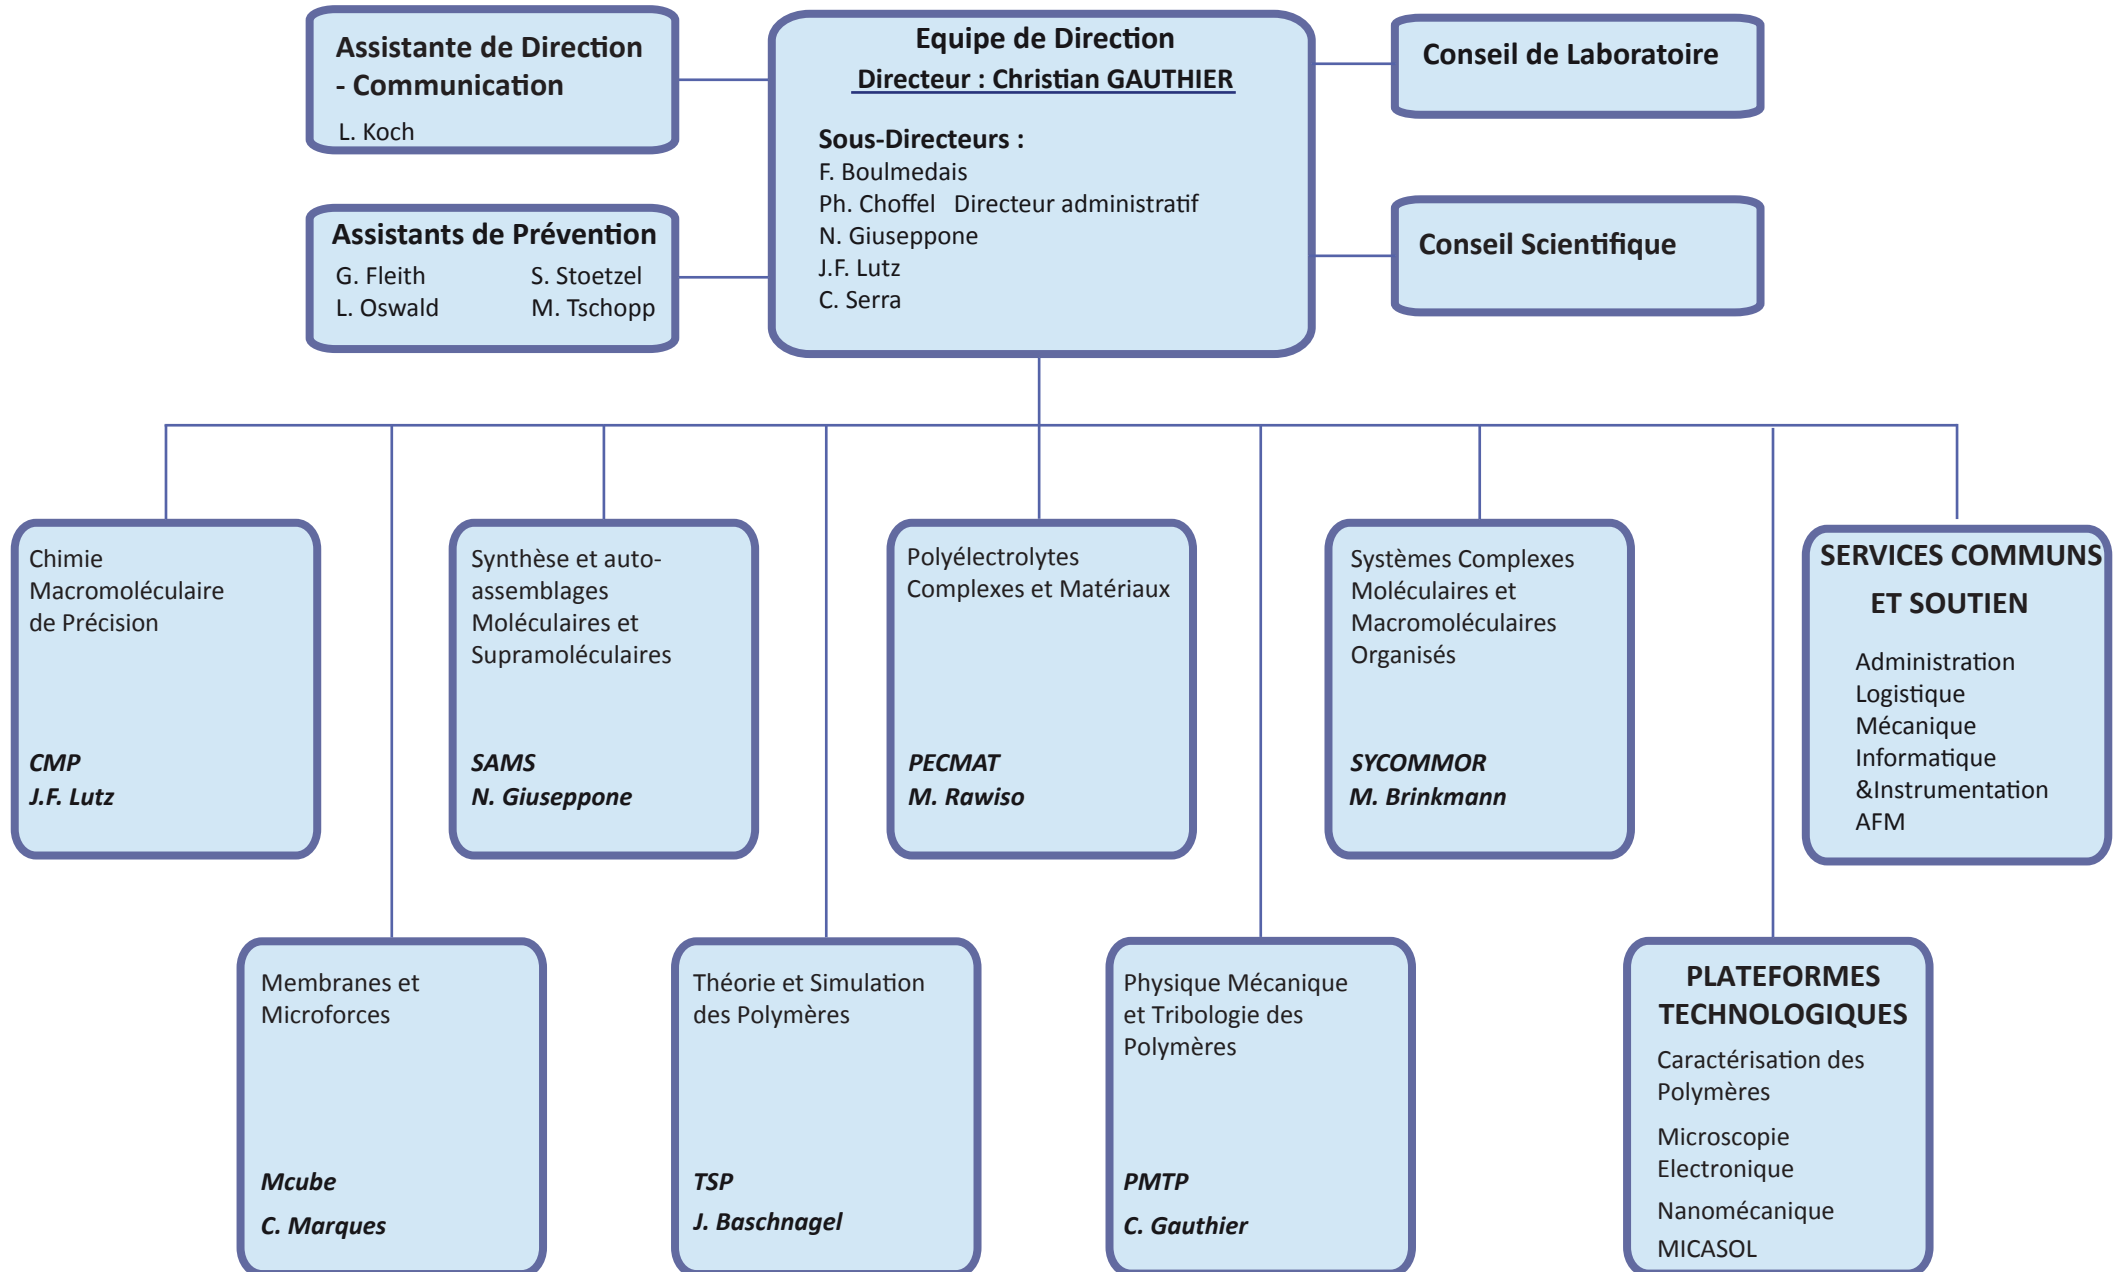 Assistante de Direction
- Communication
L. Koch
Equipe de Direction
Directeur : Christian GAUTHIER
Sous-Directeurs :
F. Boulmedais
Ph. Choffel   Directeur administratif
N. Giuseppone
J.F. Lutz
C. Serra
Conseil de Laboratoire
Assistants de Prévention
G. Fleith   S. Stoetzel
L. Oswald   M. Tschopp
Conseil Scientifique
Chimie
Macromoléculaire
de Précision
CMP
J.F. Lutz
Synthèse et auto-
assemblages
Moléculaires et
Supramoléculaires
SAMS
N. Giuseppone
Polyélectrolytes
Complexes et Matériaux
PECMAT
M. Rawiso
Systèmes Complexes
Moléculaires et
Macromoléculaires
Organisés
SYCOMMOR
M. Brinkmann
SERVICES COMMUNS
ET SOUTIEN
Administration
Logistique
Mécanique
Informatique
&Instrumentation
AFM
Membranes et
Microforces
Mcube
C. Marques
Théorie et Simulation
des Polymères
TSP
J. Baschnagel
Physique Mécanique
et Tribologie des
Polymères
PMTP
C. Gauthier
PLATEFORMES
TECHNOLOGIQUES
Caractérisation des
Polymères
Microscopie
Electronique
Nanomécanique
MICASOL